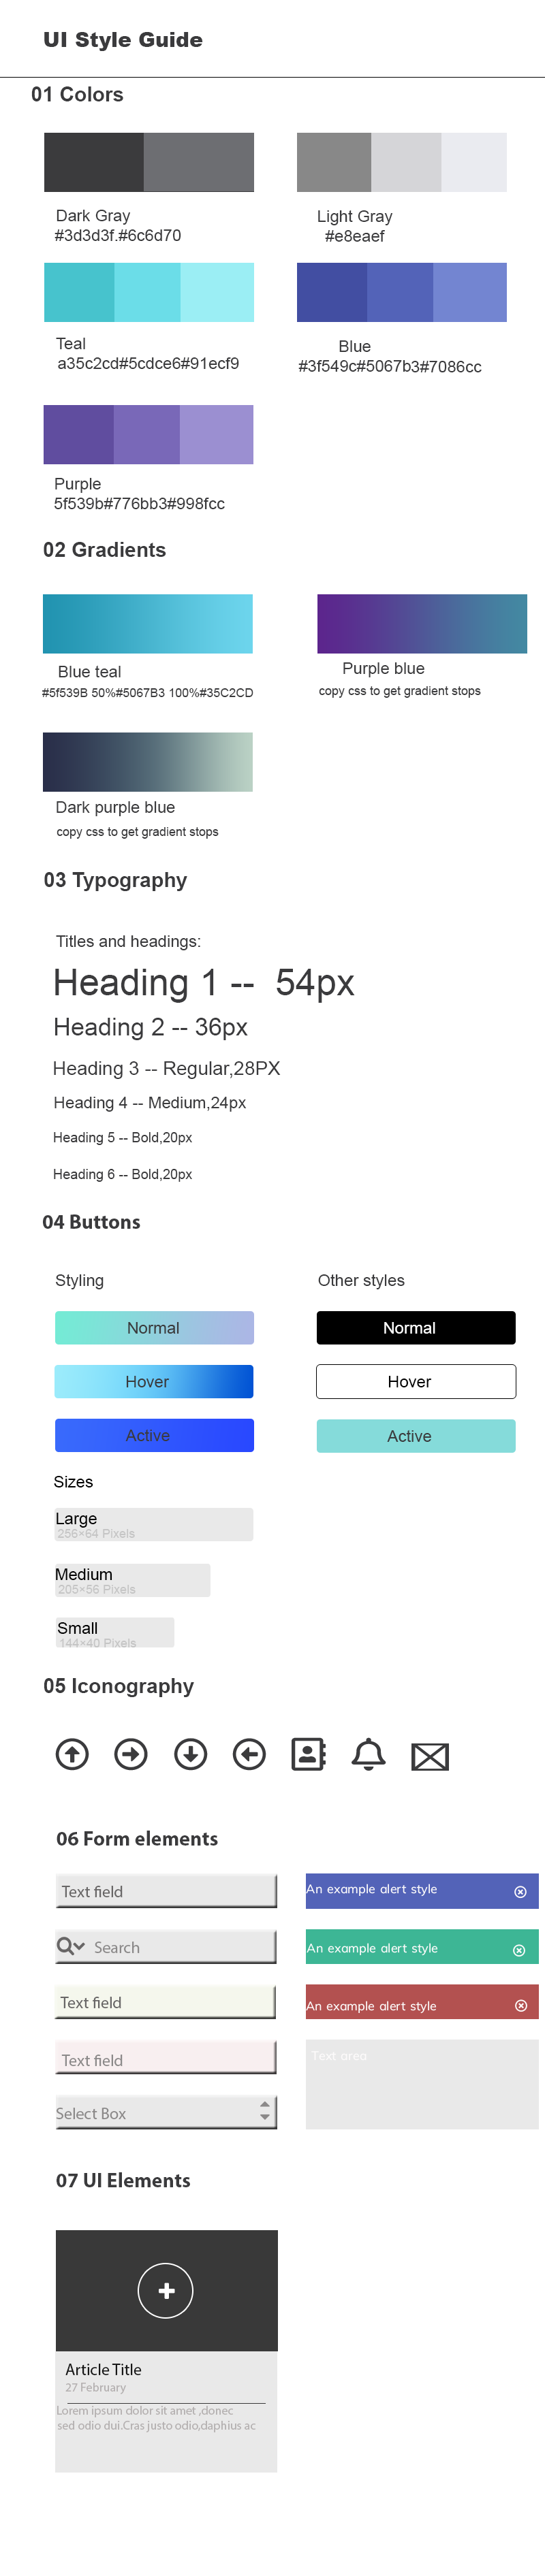 UI Style Guide
01 Colors
Dark Gray
#3d3d3f.#6c6d70
Light Gray
#e8eaef
Teal
a35c2cd#5cdce6#91ecf9
Blue
#3f549c#5067b3#7086cc
Purple
5f539b#776bb3#998fcc
02 Gradients
Blue teal
#5f539B 50%#5067B3 100%#35C2CD
Purple blue
copy css to get gradient stops
Dark purple blue
copy css to get gradient stops
03 Typography
Titles and headings:
Heading 1 -- 54px
Heading 2 -- 36px
Heading 3 -- Regular,28PX
Heading 4 -- Medium,24px
Heading 5 -- Bold,20px
Heading 6 -- Bold,20px
04 Buttons
Styling
Other styles
Normal
Normal
Hover
Hover
Active
Active
Sizes
Large
256×64 Pixels
Medium
205×56 Pixels
Small
144×40 Pixels
05 Iconography
06 Form elements
Text field
An example alert style
Search
An example alert style
Text field
An example alert style
Text field
Text area
Select Box
07 UI Elements
Article Title
27 February
Lorem ipsum dolor sit amet ,donec
sed odio dui.Cras justo odio,daphius ac